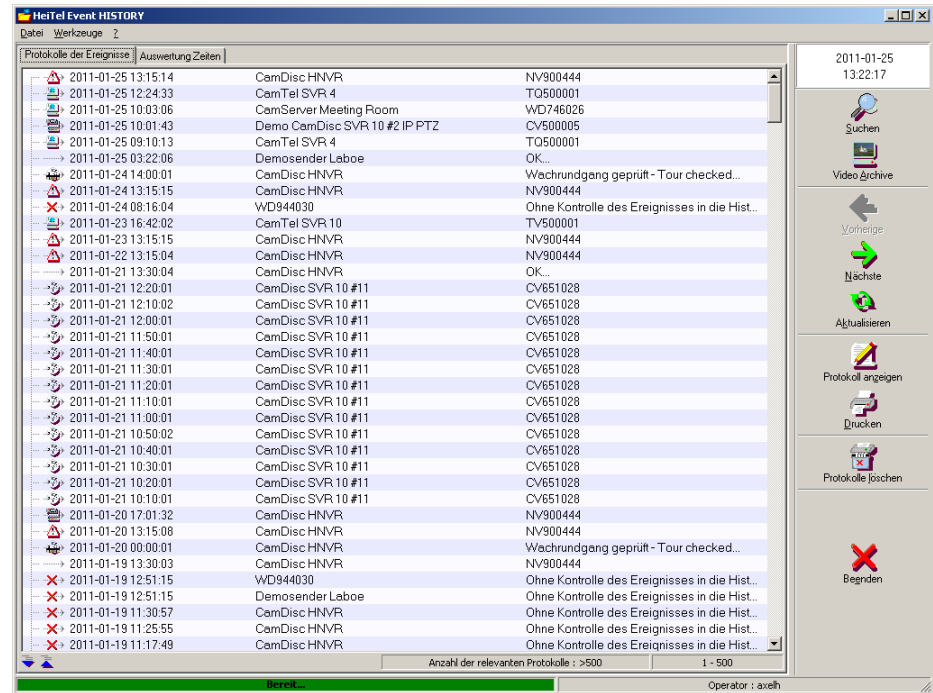 HeiTel Event HISTORY
Datei Werkzeuge ?
Protokolle der Ereignisse Auswertung Zeiten
2011-01-25 13:15:14 CamDisc HNVR NV900444
2011-01-25 12:24:33 CamTel SVR 4 TQ500001
2011-01-25 10:03:06 CamServer Meeting Room WD746026
2011-01-25 10:01:43 Demo CamDisc SVR 10 #2 IP PTZ CV500005
2011-01-25 09:10:13 CamTel SVR 4 TQ500001
2011-01-25 03:22:06 Demosender Laboe OK...
2011-01-24 14:00:01 CamDisc HNVR Wachrundgang geprüft - Tour checked...
2011-01-24 13:15:15 CamDisc HNVR NV900444
2011-01-24 08:16:04 WD944030 Ohne Kontrolle des Ereignisses in die Hist...
2011-01-23 16:42:02 CamTel SVR 10 TV500001
2011-01-23 13:15:15 CamDisc HNVR NV900444
2011-01-22 13:15:04 CamDisc HNVR NV900444
2011-01-21 13:30:04 CamDisc HNVR OK...
2011-01-21 12:20:01 CamDisc SVR 10 #11 CV651028
2011-01-21 12:10:02 CamDisc SVR 10 #11 CV651028
2011-01-21 12:00:01 CamDisc SVR 10 #11 CV651028
2011-01-21 11:50:01 CamDisc SVR 10 #11 CV651028
2011-01-21 11:40:01 CamDisc SVR 10 #11 CV651028
2011-01-21 11:30:01 CamDisc SVR 10 #11 CV651028
2011-01-21 11:20:01 CamDisc SVR 10 #11 CV651028
2011-01-21 11:10:01 CamDisc SVR 10 #11 CV651028
2011-01-21 11:00:01 CamDisc SVR 10 #11 CV651028
2011-01-21 10:50:02 CamDisc SVR 10 #11 CV651028
2011-01-21 10:40:01 CamDisc SVR 10 #11 CV651028
2011-01-21 10:30:01 CamDisc SVR 10 #11 CV651028
2011-01-21 10:20:01 CamDisc SVR 10 #11 CV651028
2011-01-21 10:10:01 CamDisc SVR 10 #11 CV651028
2011-01-20 17:01:32 CamDisc HNVR NV900444
2011-01-20 13:15:08 CamDisc HNVR NV900444
2011-01-20 00:00:01 CamDisc HNVR Wachrundgang geprüft - Tour checked...
2011-01-19 13:30:03 CamDisc HNVR NV900444
2011-01-19 12:51:15 WD944030 Ohne Kontrolle des Ereignisses in die Hist...
2011-01-19 12:51:15 Demosender Laboe Ohne Kontrolle des Ereignisses in die Hist...
2011-01-19 11:30:57 CamDisc HNVR Ohne Kontrolle des Ereignisses in die Hist...
2011-01-19 11:25:55 CamDisc HNVR Ohne Kontrolle des Ereignisses in die Hist...
2011-01-19 11:17:49 CamDisc HNVR Ohne Kontrolle des Ereignisses in die Hist...
Anzahl der relevanten Protokolle : >500 1 - 500
Bereit... Operator : axelh
2011-01-25
13:22:17
Suchen
Video Archive
Vorherige
Nächste
Aktualisieren
Protokoll anzeigen
Drucken
Protokolle löschen
Beenden